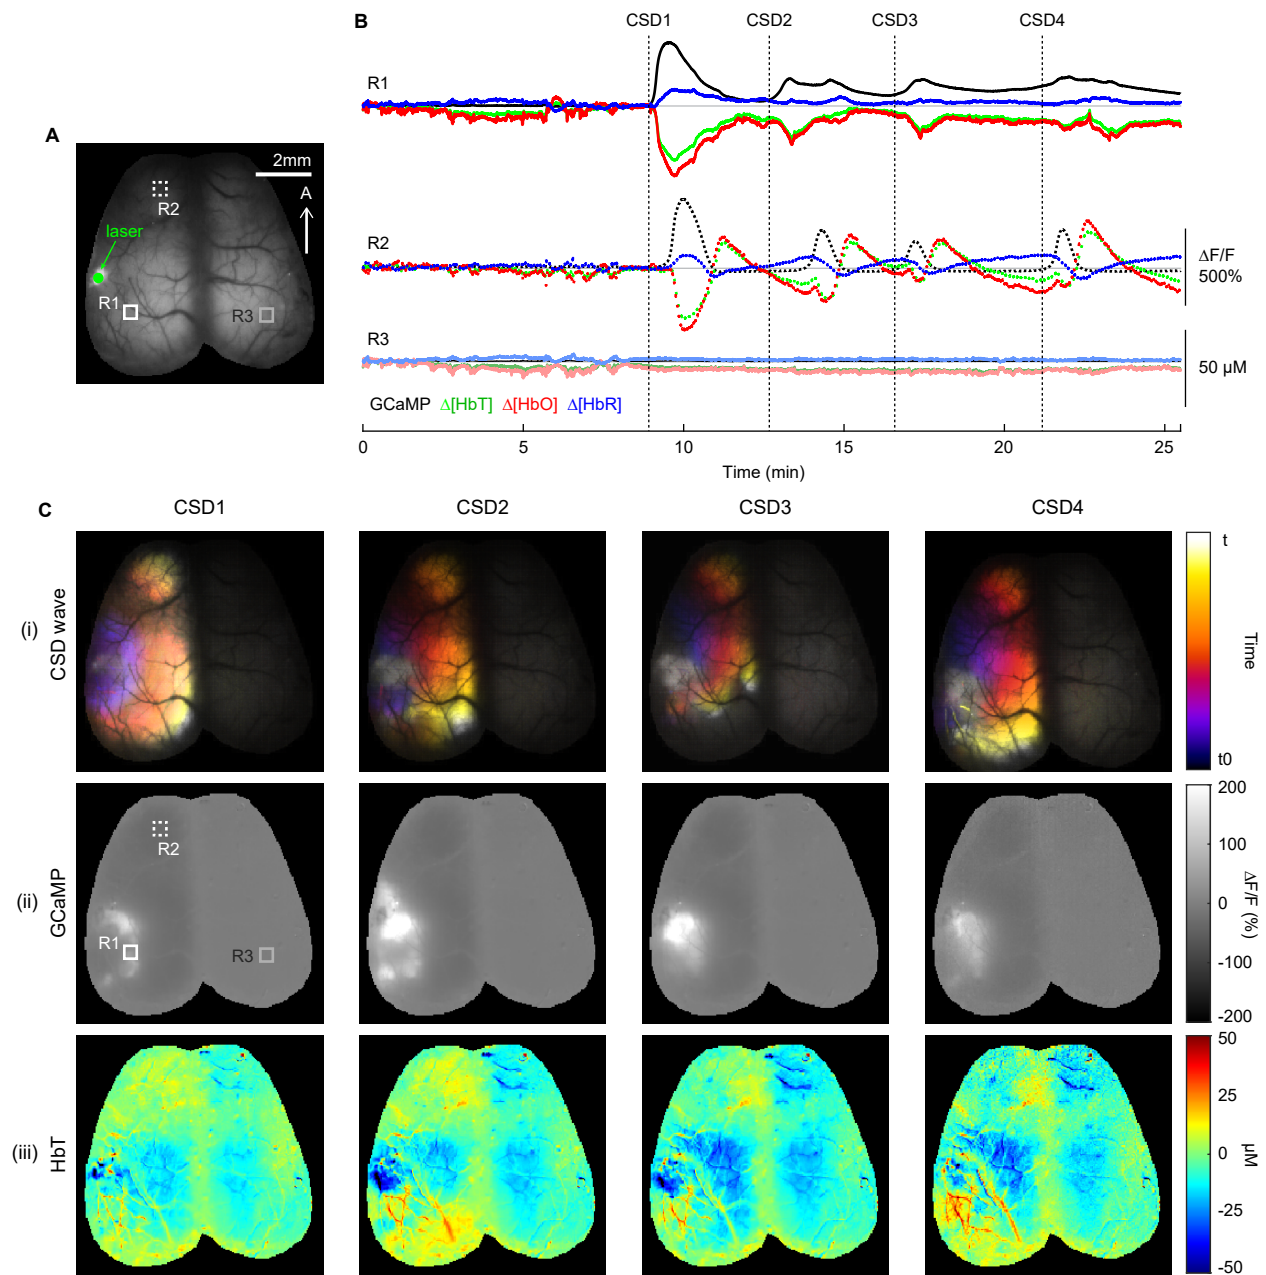 B
CSD1 CSD2 CSD3 CSD4
R1
A
2mm
A
R2
laser
R1
R3
R2
ΔF/F
500%
R3
50 µM
GCaMP Δ[HbT] Δ[HbO] Δ[HbR]
0 5 10 15 20 25
Time (min)
C
CSD1 CSD2 CSD3 CSD4
(i)
CSD wave
t
Time
t0
(ii)
GCaMP
R2
R1
R3
200
100
0
-100
-200
ΔF/F (%)
(iii)
HbT
50
25
0
-25
-50
µM